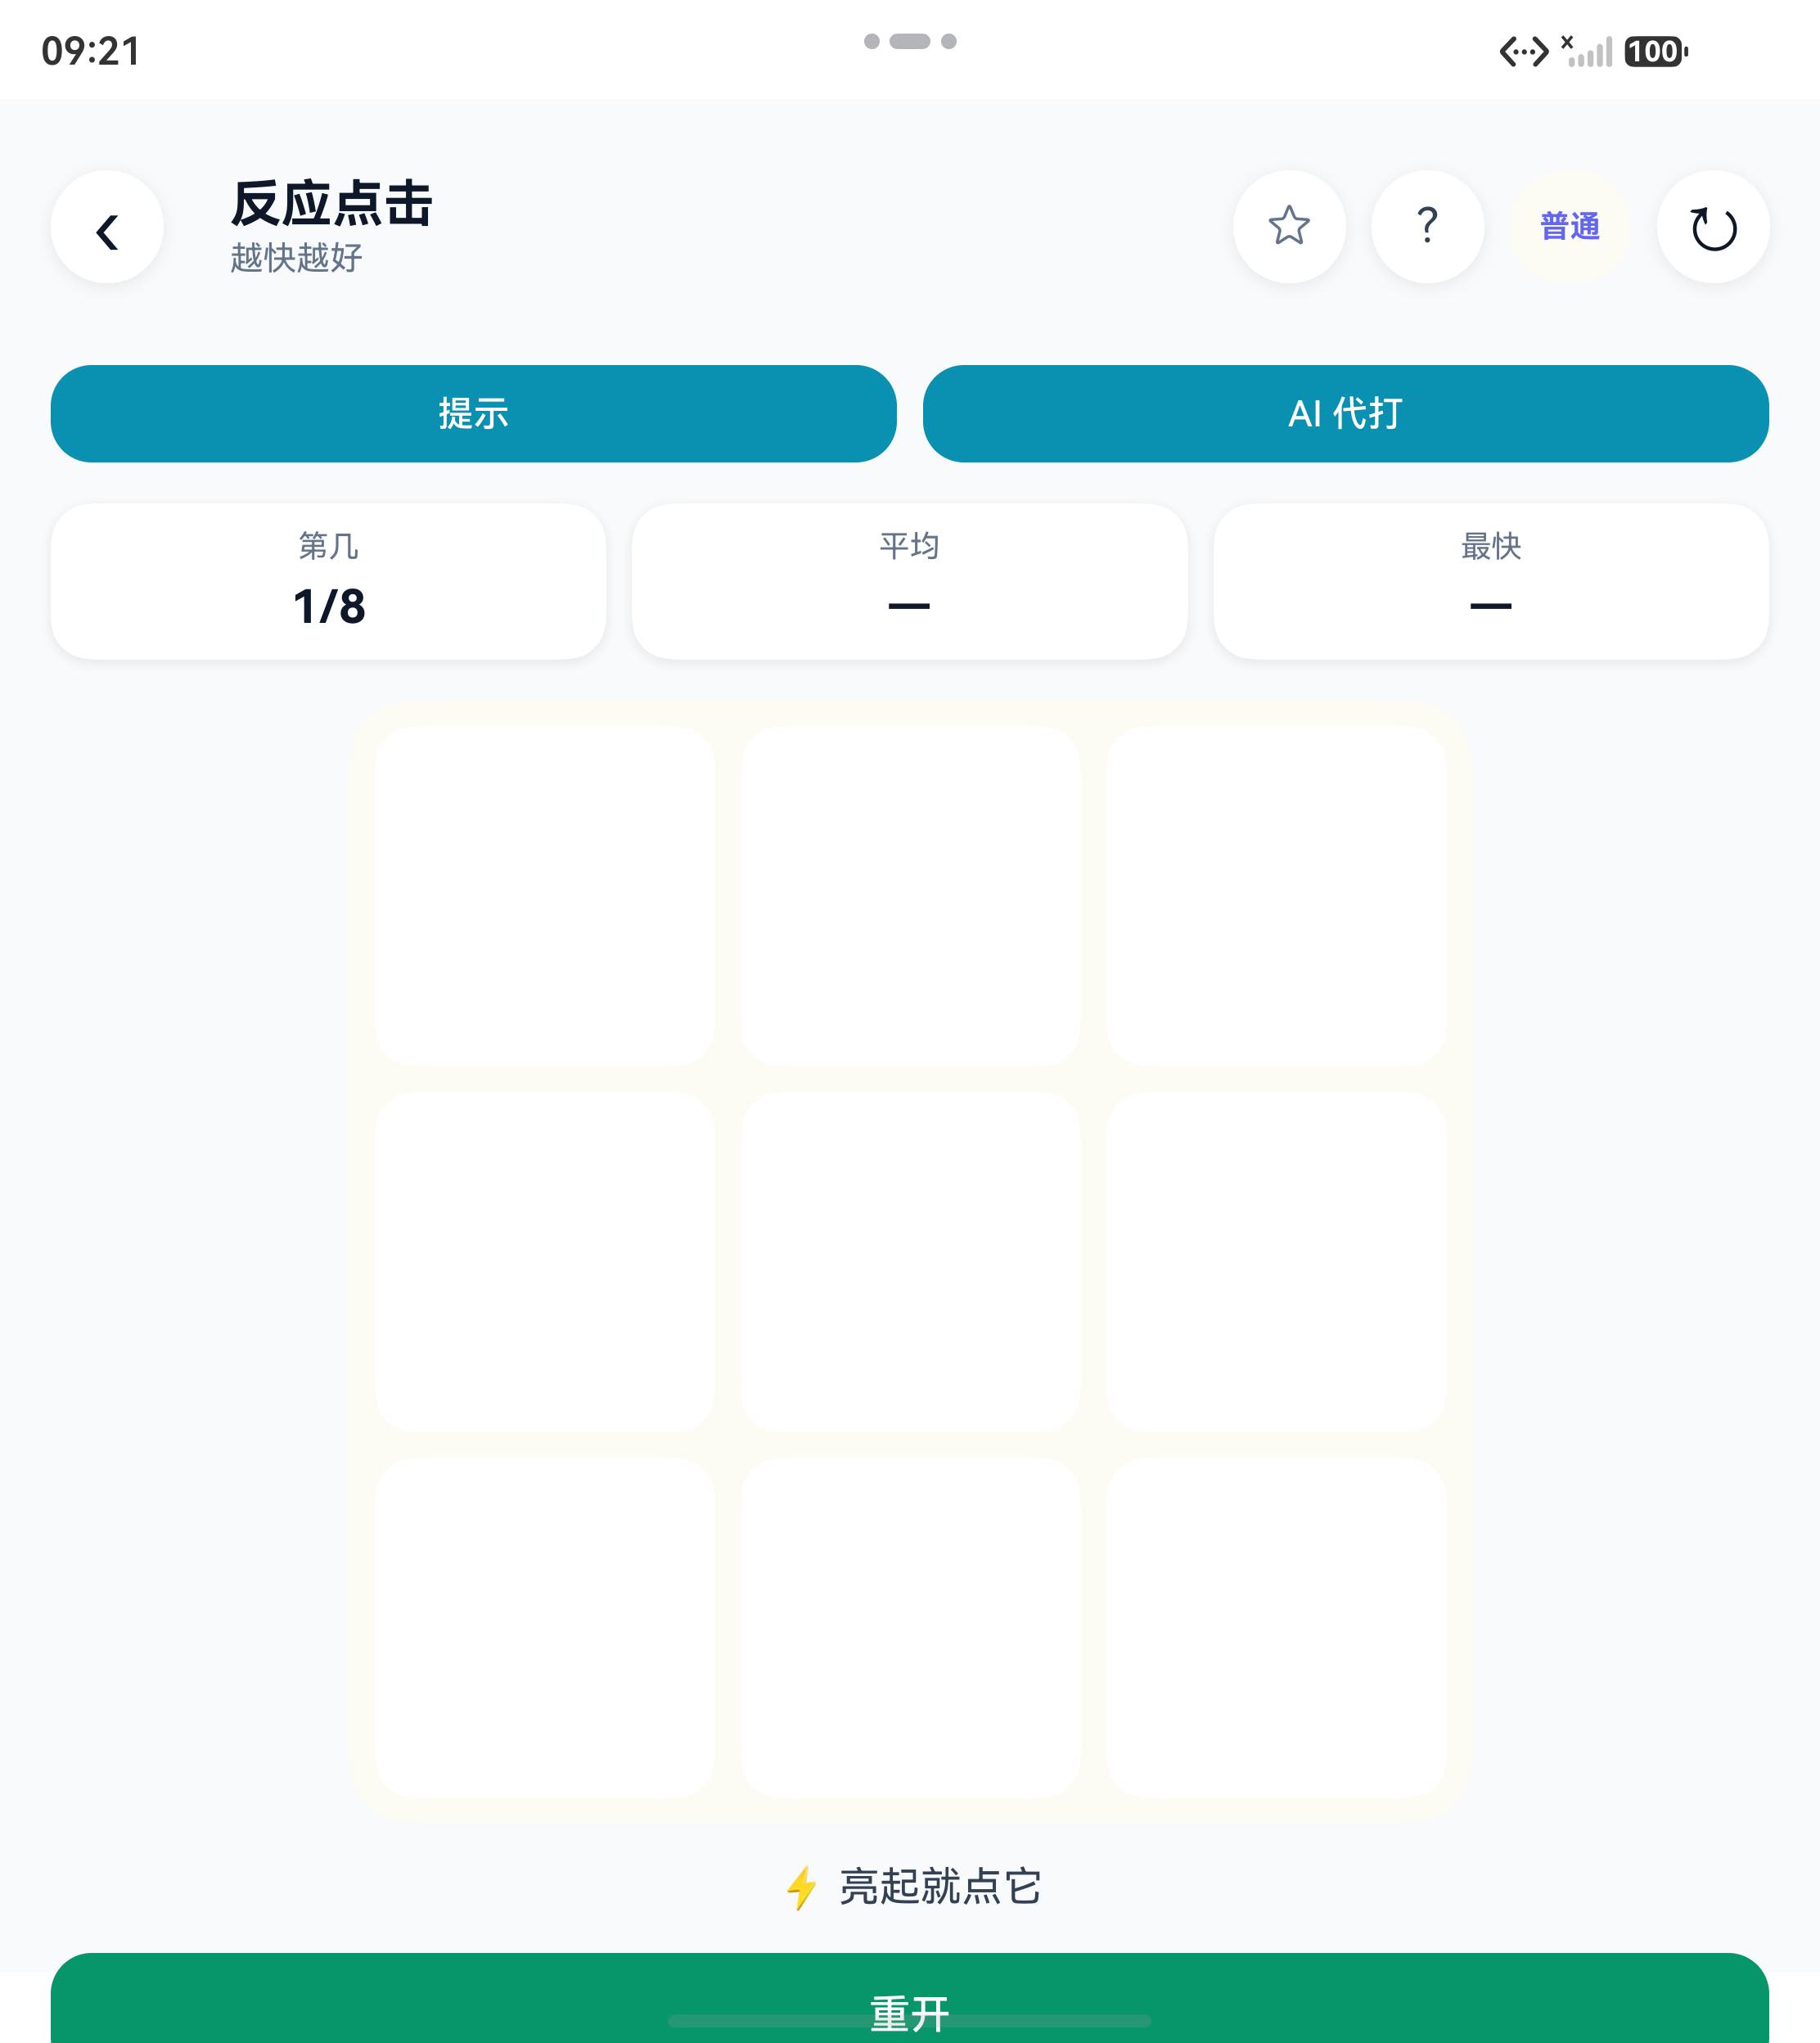 09:21
100
反应点击
越快越好
?
普通
提示
AI 代打
第几
1/8
平均
—
最快
—
⚡ 亮起就点它
重开